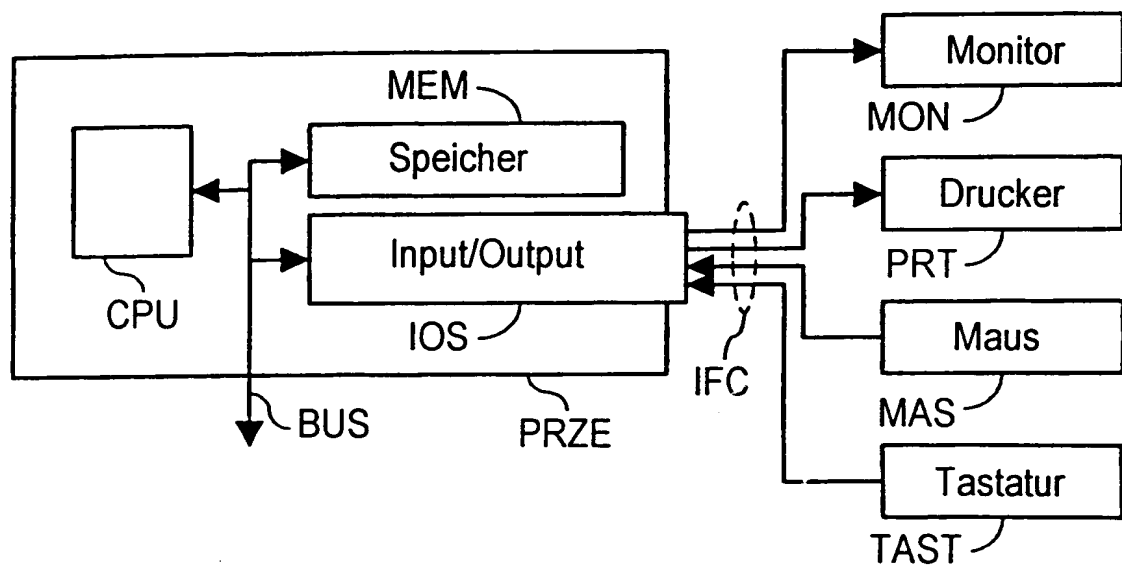 Monitor
MON
MEM
Speicher
CPU
Input/Output
IOS
Drucker
PRT
IFC
Maus
MAS
BUS
PRZE
Tastatur
TAST